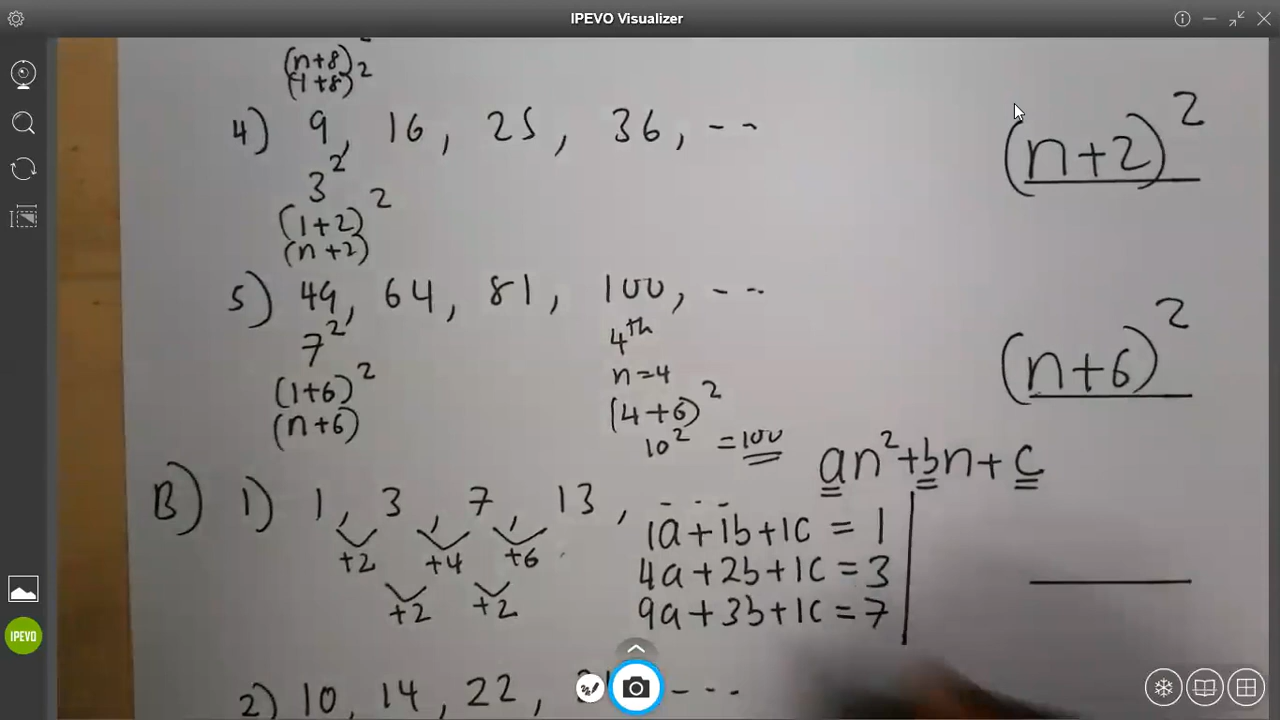 IPEVO Visualizer
(n+8)²
(1+8)²
4) 9, 16, 25, 36, --
(n+2)²
3²
(1+2)²
(n+2)
5) 49, 64, 81, 100, --
7²
4th
(n+6)²
(1+6)²
n=4
(n+6)
(4+6)²
10² =100
an²+bn+c
B) 1) 1, 3, 7, 13, ---
1a+1b+1c = 1
+2 +4 +6
4a+2b+1c = 3
+2 +2
9a+3b+1c = 7
2) 10, 14, 22, ---
IPEVO